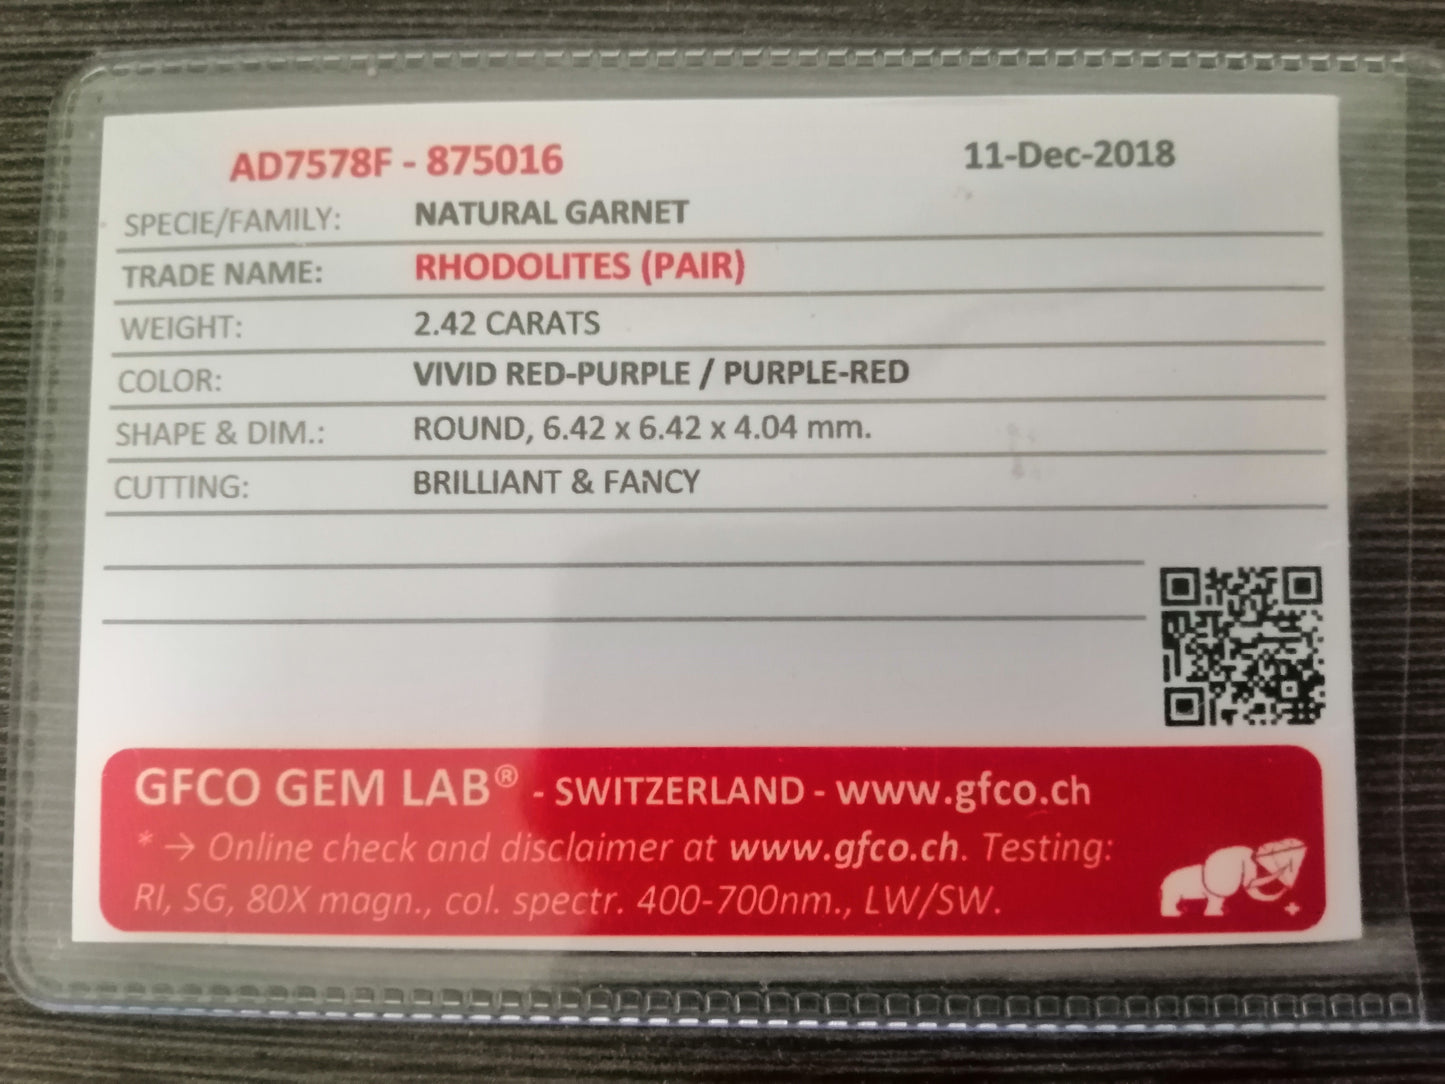 AD7578F - 875016 11-Dec-2018
SPECIE/FAMILY: NATURAL GARNET
TRADE NAME: RHODOLITES (PAIR)
WEIGHT: 2.42 CARATS
COLOR: VIVID RED-PURPLE / PURPLE-RED
SHAPE & DIM.: ROUND, 6.42 x 6.42 x 4.04 mm.
CUTTING: BRILLIANT & FANCY
GFCO GEM LAB® - SWITZERLAND - www.gfco.ch
* → Online check and disclaimer at www.gfco.ch. Testing:
RI, SG, 80X magn., col. spectr. 400-700nm., LW/SW.